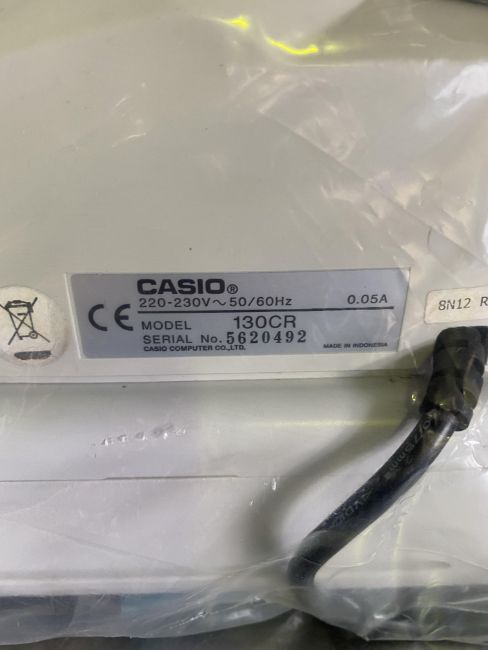 CASIO®
220-230V～50/60Hz 0.05A
CE MODEL 130CR
SERIAL No. 5620492
CASIO COMPUTER CO.,LTD. MADE IN INDONESIA
8N12 R